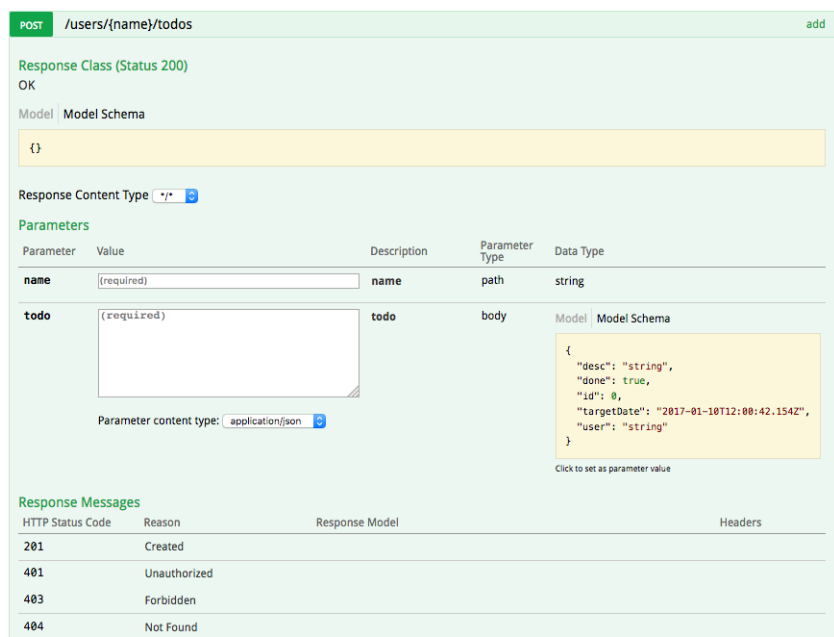 POST /users/{name}/todos add
Response Class (Status 200)
OK
Model Model Schema
{}
Response Content Type */*
Parameters
Parameter Value Description Parameter Type Data Type
name (required) name path string
todo (required) todo body Model Model Schema
{
"desc": "string",
"done": true,
"id": 0,
"targetDate": "2017-01-10T12:00:42.154Z",
"user": "string"
}
Parameter content type: application/json
Click to set as parameter value
Response Messages
HTTP Status Code Reason Response Model Headers
201 Created
401 Unauthorized
403 Forbidden
404 Not Found